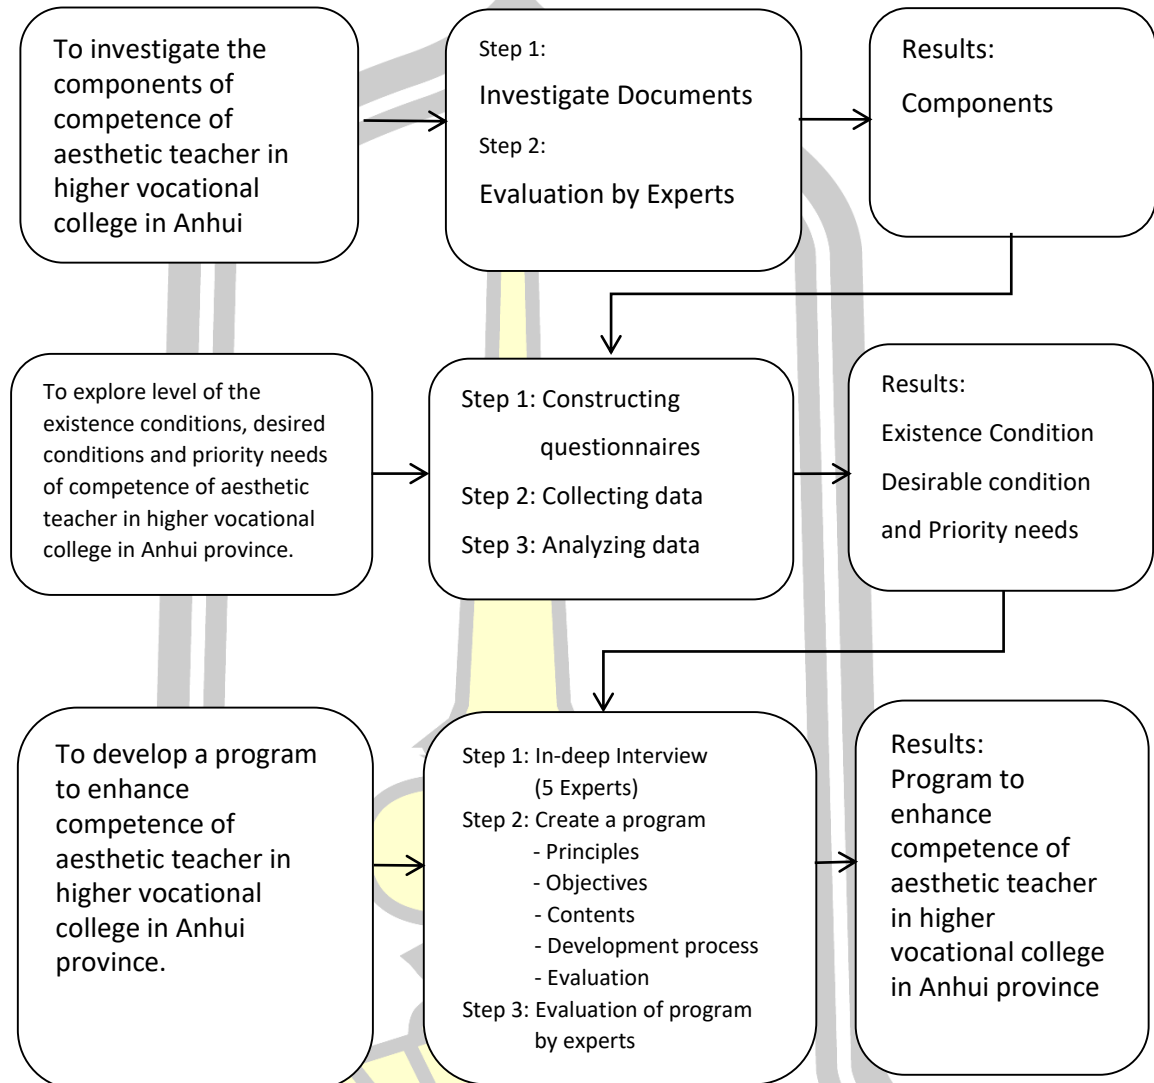 To investigate the
components of
competence of
aesthetic teacher in
higher vocational
college in Anhui
Step 1:
Investigate Documents
Step 2:
Evaluation by Experts
Results:
Components
To explore level of the
existence conditions, desired
conditions and priority needs
of competence of aesthetic
teacher in higher vocational
college in Anhui province.
Step 1: Constructing
questionnaires
Step 2: Collecting data
Step 3: Analyzing data
Results:
Existence Condition
Desirable condition
and Priority needs
To develop a program
to enhance
competence of
aesthetic teacher in
higher vocational
college in Anhui
province.
Step 1: In-deep Interview
(5 Experts)
Step 2: Create a program
- Principles
- Objectives
- Contents
- Development process
- Evaluation
Step 3: Evaluation of program
by experts
Results:
Program to
enhance
competence of
aesthetic teacher
in higher
vocational college
in Anhui province